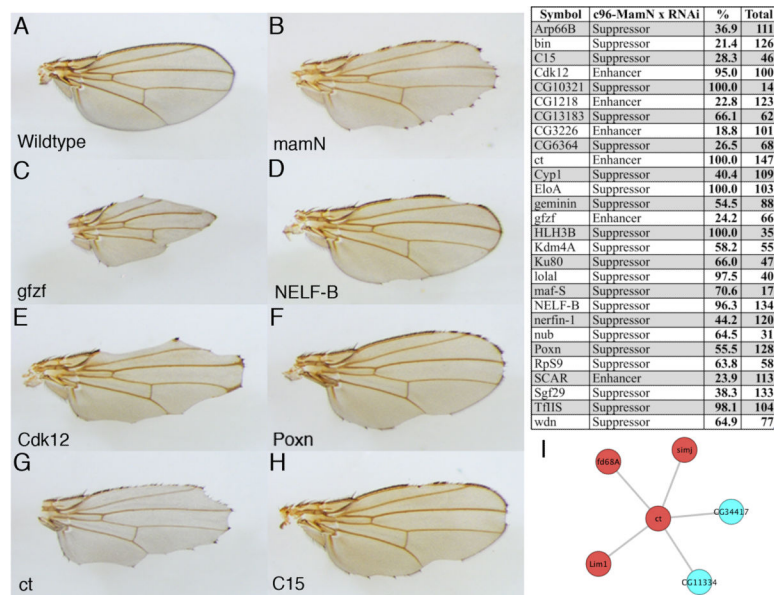 A
Wildtype
B
mamN
C
gfzf
D
NELF-B
E
Cdk12
F
Poxn
G
ct
H
C15
Symbol c96-MamN x RNAi % Total
Arp66B Suppressor 36.9 111
bin Suppressor 21.4 126
C15 Suppressor 28.3 46
Cdk12 Enhancer 95.0 100
CG10321 Suppressor 100.0 14
CG1218 Enhancer 22.8 123
CG13183 Suppressor 66.1 62
CG3226 Enhancer 18.8 101
CG6364 Suppressor 26.5 68
ct Enhancer 100.0 147
Cyp1 Suppressor 40.4 109
EloA Suppressor 100.0 103
geminin Suppressor 54.5 88
gfzf Enhancer 24.2 66
HLH3B Suppressor 100.0 35
Kdm4A Suppressor 58.2 55
Ku80 Suppressor 66.0 47
lolal Suppressor 97.5 40
maf-S Suppressor 70.6 17
NELF-B Suppressor 96.3 134
nerfin-1 Suppressor 44.2 120
nub Suppressor 64.5 31
Poxn Suppressor 55.5 128
RpS9 Suppressor 63.8 58
SCAR Enhancer 23.9 113
Sgf29 Suppressor 38.3 133
TfIIS Suppressor 98.1 104
wdn Suppressor 64.9 77
I
fd68A
simj
ct
CG34417
Lim1
CG11334